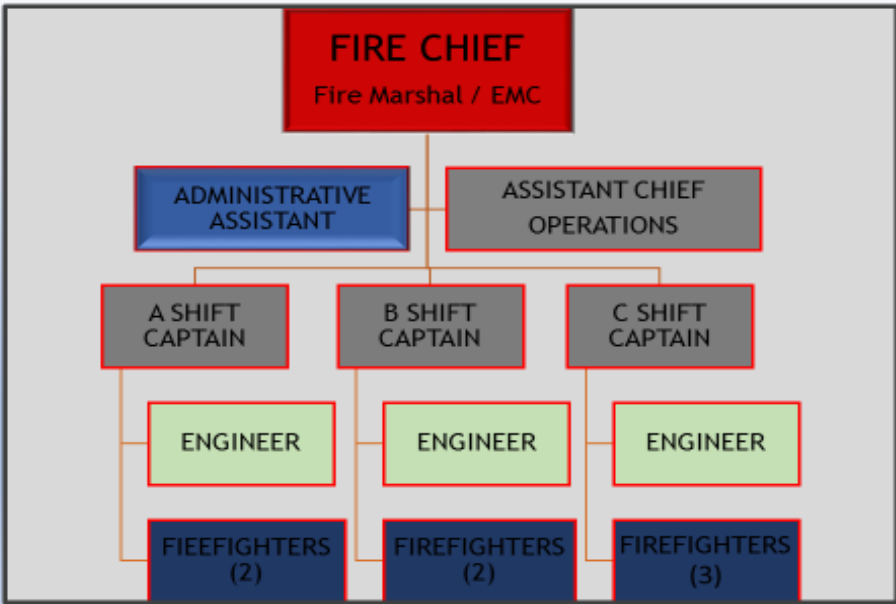 FIRE CHIEF
Fire Marshal / EMC
ADMINISTRATIVE
ASSISTANT
ASSISTANT CHIEF
OPERATIONS
A SHIFT
CAPTAIN
B SHIFT
CAPTAIN
C SHIFT
CAPTAIN
ENGINEER
ENGINEER
ENGINEER
FIEEFIGHTERS
(2)
FIREFIGHTERS
(2)
FIREFIGHTERS
(3)